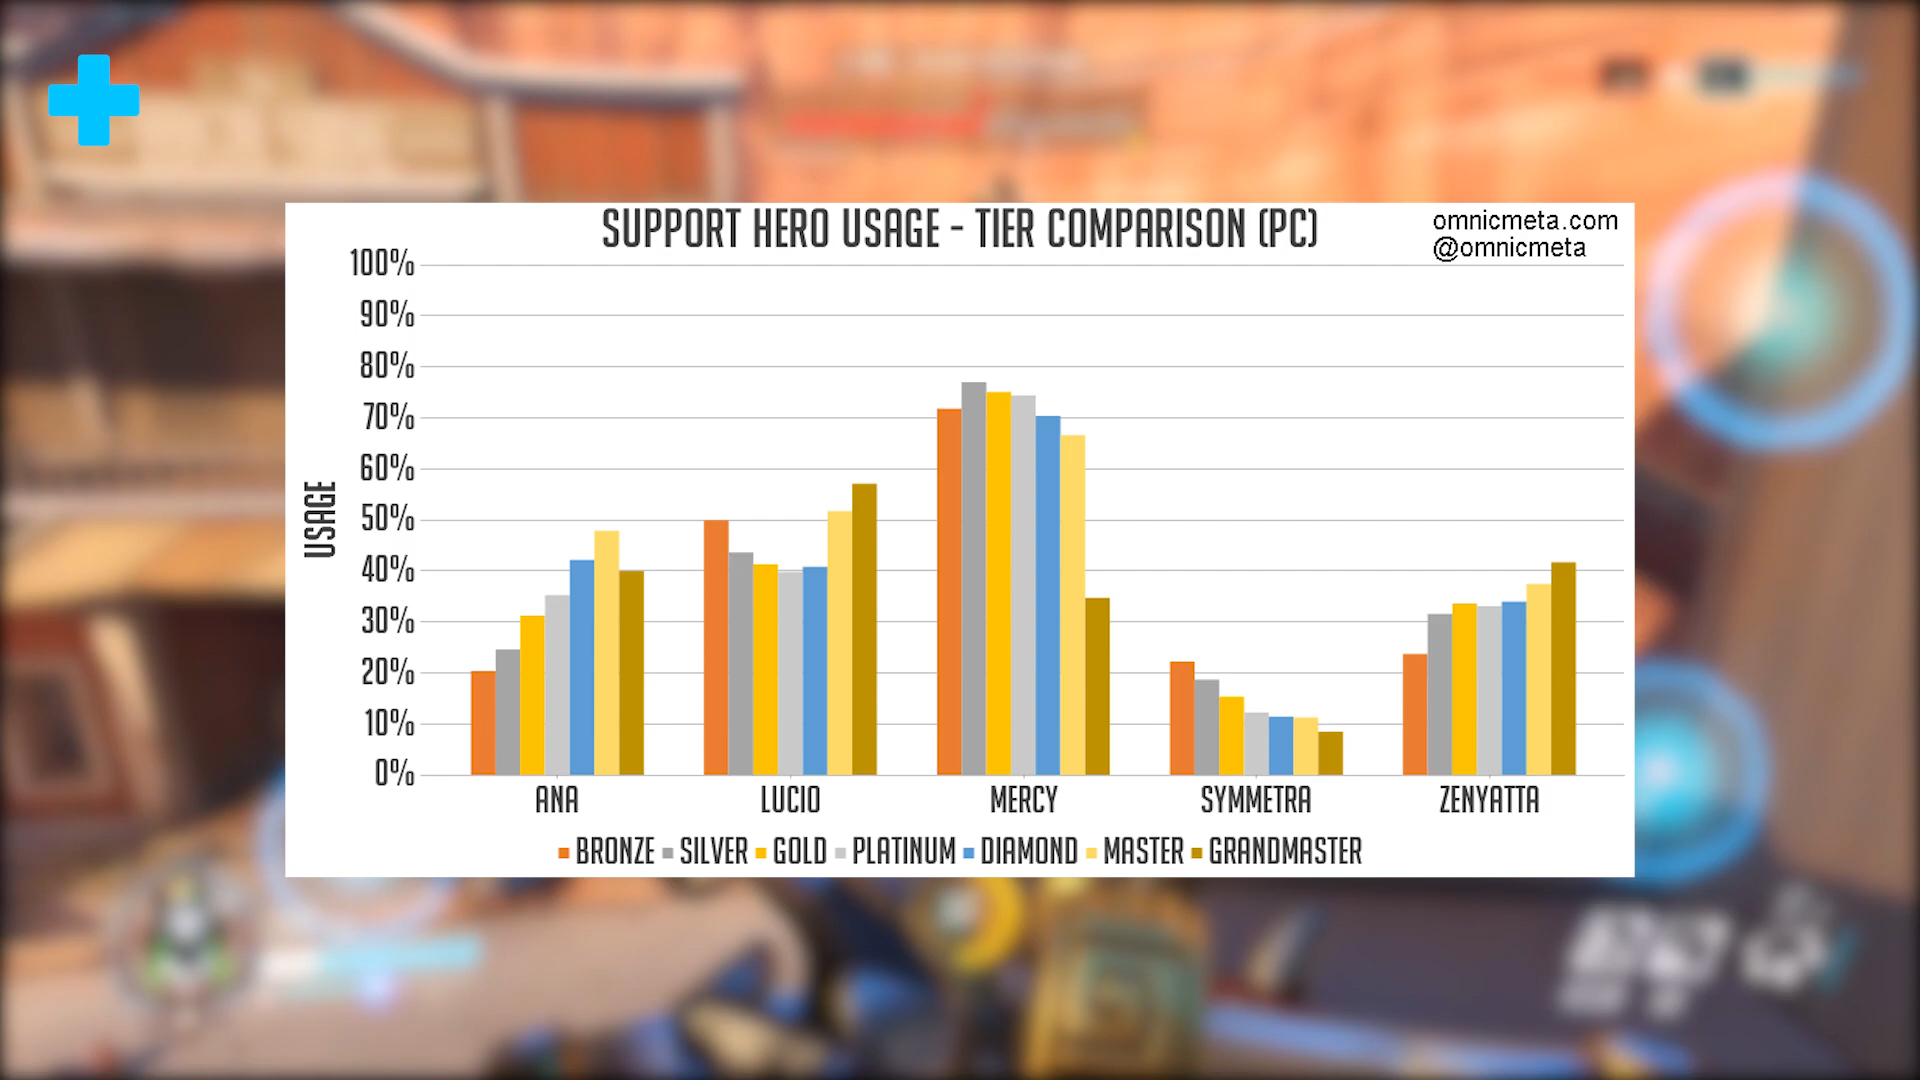 SUPPORT HERO USAGE - TIER COMPARISON (PC)
omnicmeta.com
@omnicmeta
100%
90%
80%
70%
60%
50%
40%
30%
20%
10%
0%
USAGE
ANA LUCIO MERCY SYMMETRA ZENYATTA
BRONZE SILVER GOLD PLATINUM DIAMOND MASTER GRANDMASTER